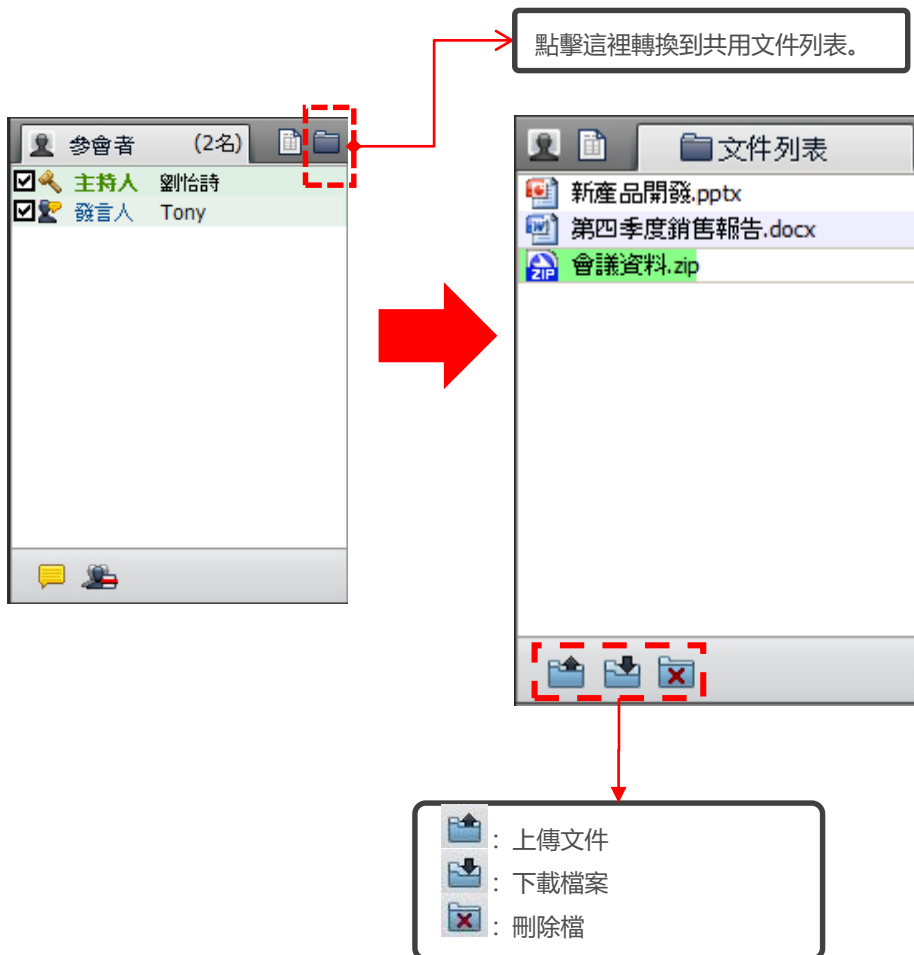 點擊這裡轉換到共用文件列表。
參會者 (2名)
主持人 劉怡詩
發言人 Tony
文件列表
新產品開發.pptx
第四季度銷售報告.docx
ZIP 會議資料.zip
: 上傳文件
: 下載檔案
: 刪除檔